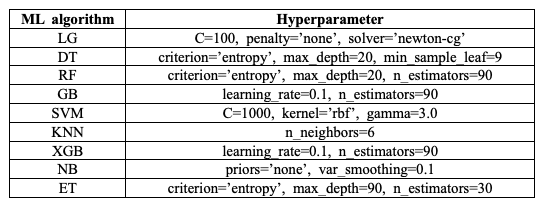 ML algorithm Hyperparameter
LG C=100, penalty='none', solver='newton-cg'
DT criterion='entropy', max_depth=20, min_sample_leaf=9
RF criterion='entropy', max_depth=20, n_estimators=90
GB learning_rate=0.1, n_estimators=90
SVM C=1000, kernel='rbf', gamma=3.0
KNN n_neighbors=6
XGB learning_rate=0.1, n_estimators=90
NB priors='none', var_smoothing=0.1
ET criterion='entropy', max_depth=90, n_estimators=30